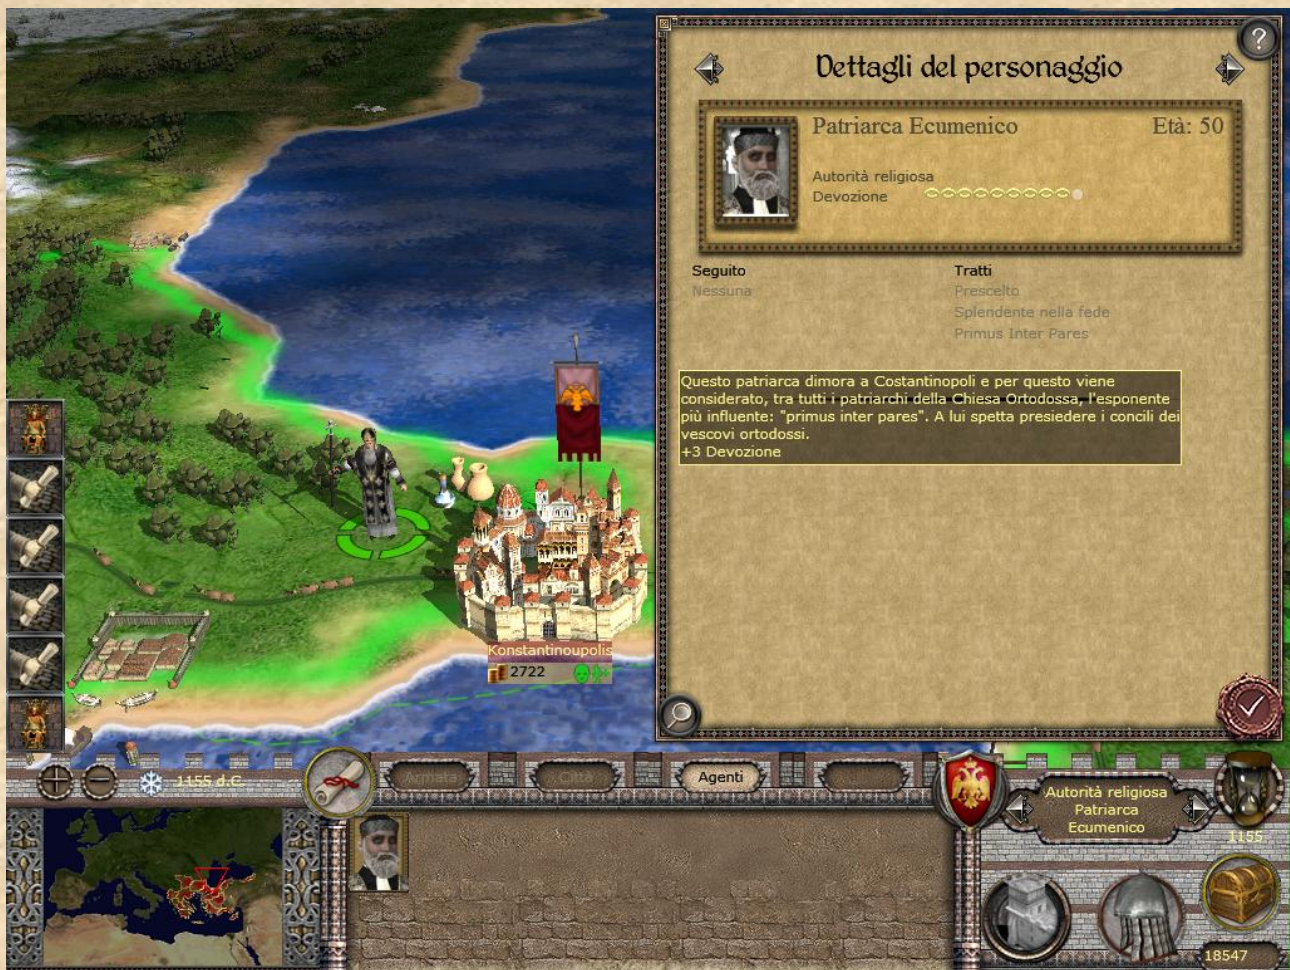 ?
Dettagli del personaggio
Patriarca Ecumenico Età: 50
Autorità religiosa
Devozione
Seguito Tratti
Nessuna Prescelto
Splendente nella fede
Primus Inter Pares
Questo patriarca dimora a Costantinopoli e per questo viene
considerato, tra tutti i patriarchi della Chiesa Ortodossa, l'esponente
più influente: "primus inter pares". A lui spetta presiedere i concili dei
vescovi ortodossi.
+3 Devozione
Konstantinoupolis
2722
1155 d.C.
Agenti
Autorità religiosa
Patriarca
Ecumenico
1155
18547